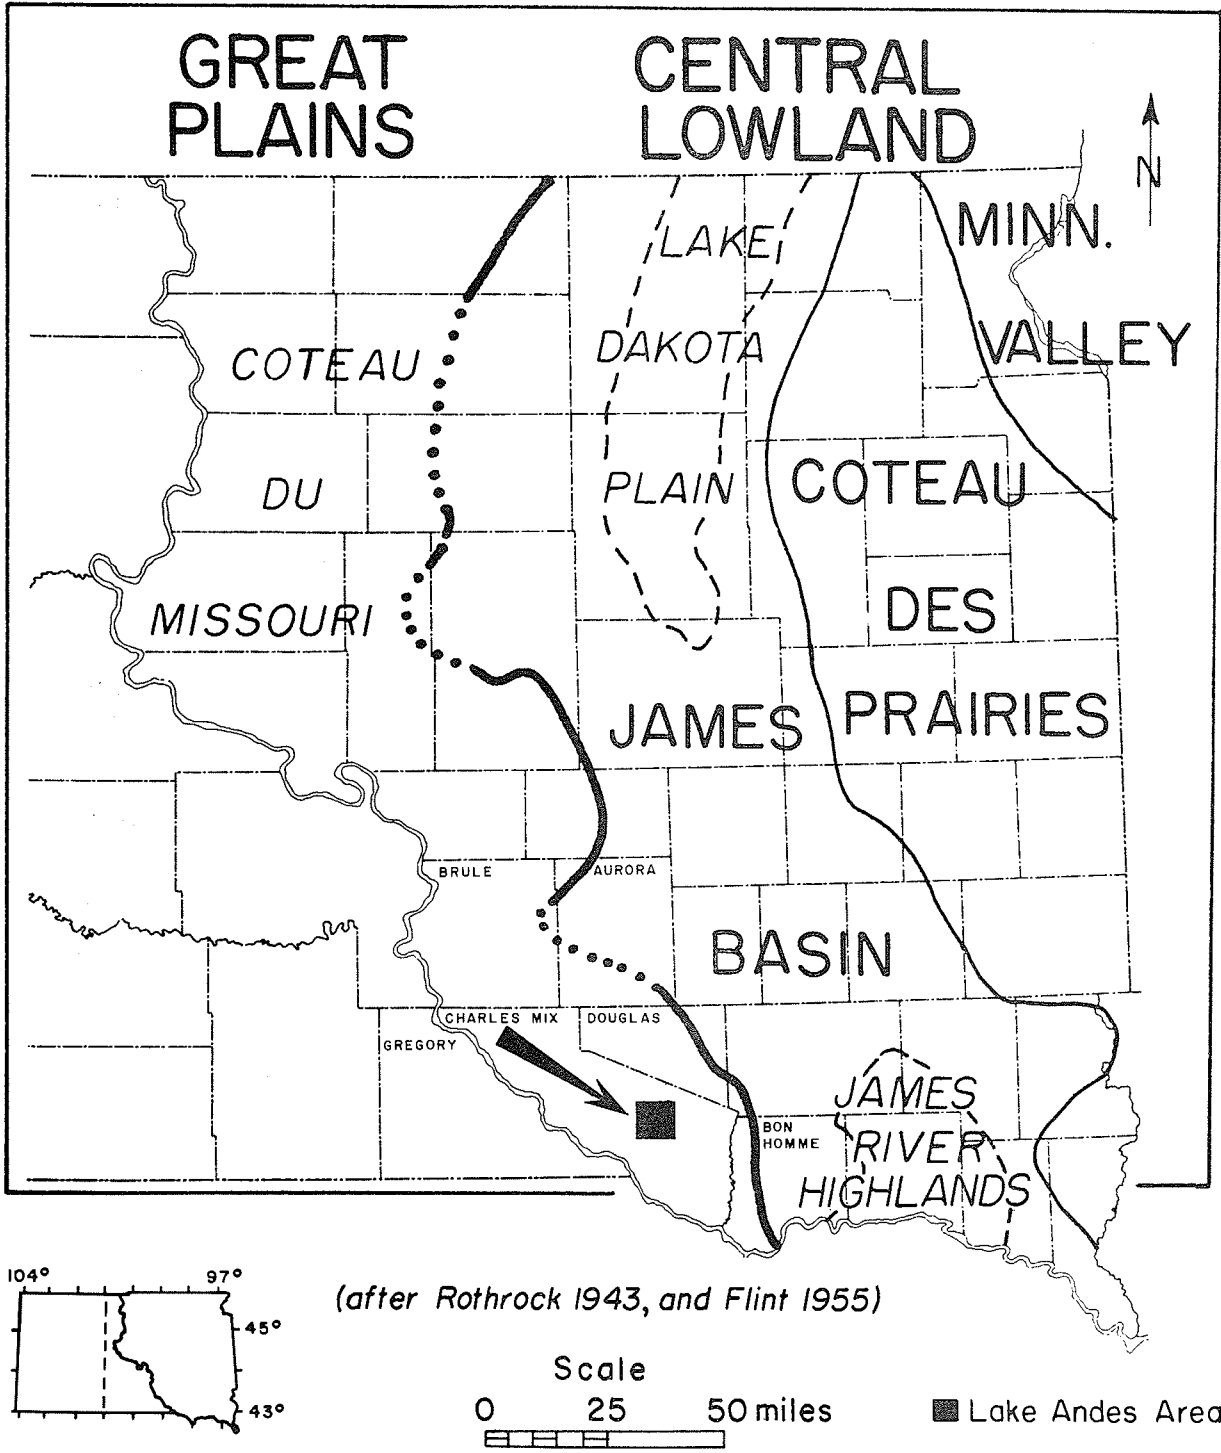 GREAT
PLAINS
CENTRAL
LOWLAND
N
MINN.
VALLEY
LAKE
DAKOTA
PLAIN
COTEAU
DU
MISSOURI
COTEAU
DES
PRAIRIES
JAMES
BASIN
BRULE
AURORA
CHARLES MIX
DOUGLAS
GREGORY
BON
HOMME
JAMES
RIVER
HIGHLANDS
104°
97°
45°
43°
(after Rothrock 1943, and Flint 1955)
Scale
0 25 50 miles
Lake Andes Area